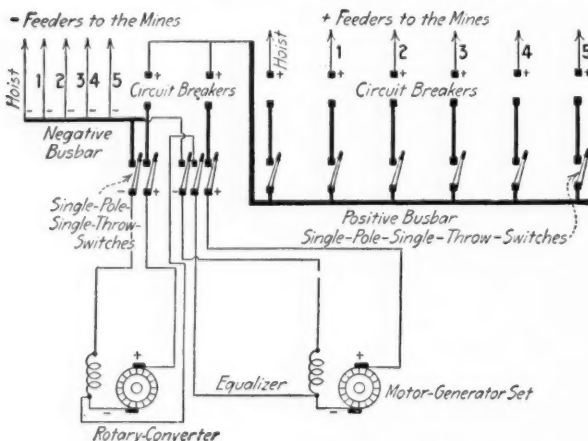 - Feeders to the Mines
+ Feeders to the Mines
Hoist 1 2 3 4 5
Hoist 1 2 3 4 5
+ +
+ + + + + +
Circuit Breakers
Circuit Breakers
- - - - - -
Negative
Busbar
- + - +
Single-Pole-
Single-Throw-
Switches
Positive Busbar
Single-Pole-Single-Throw-Switches
+ +
Equalizer
Motor-Generator Set
- -
Rotary-Converter